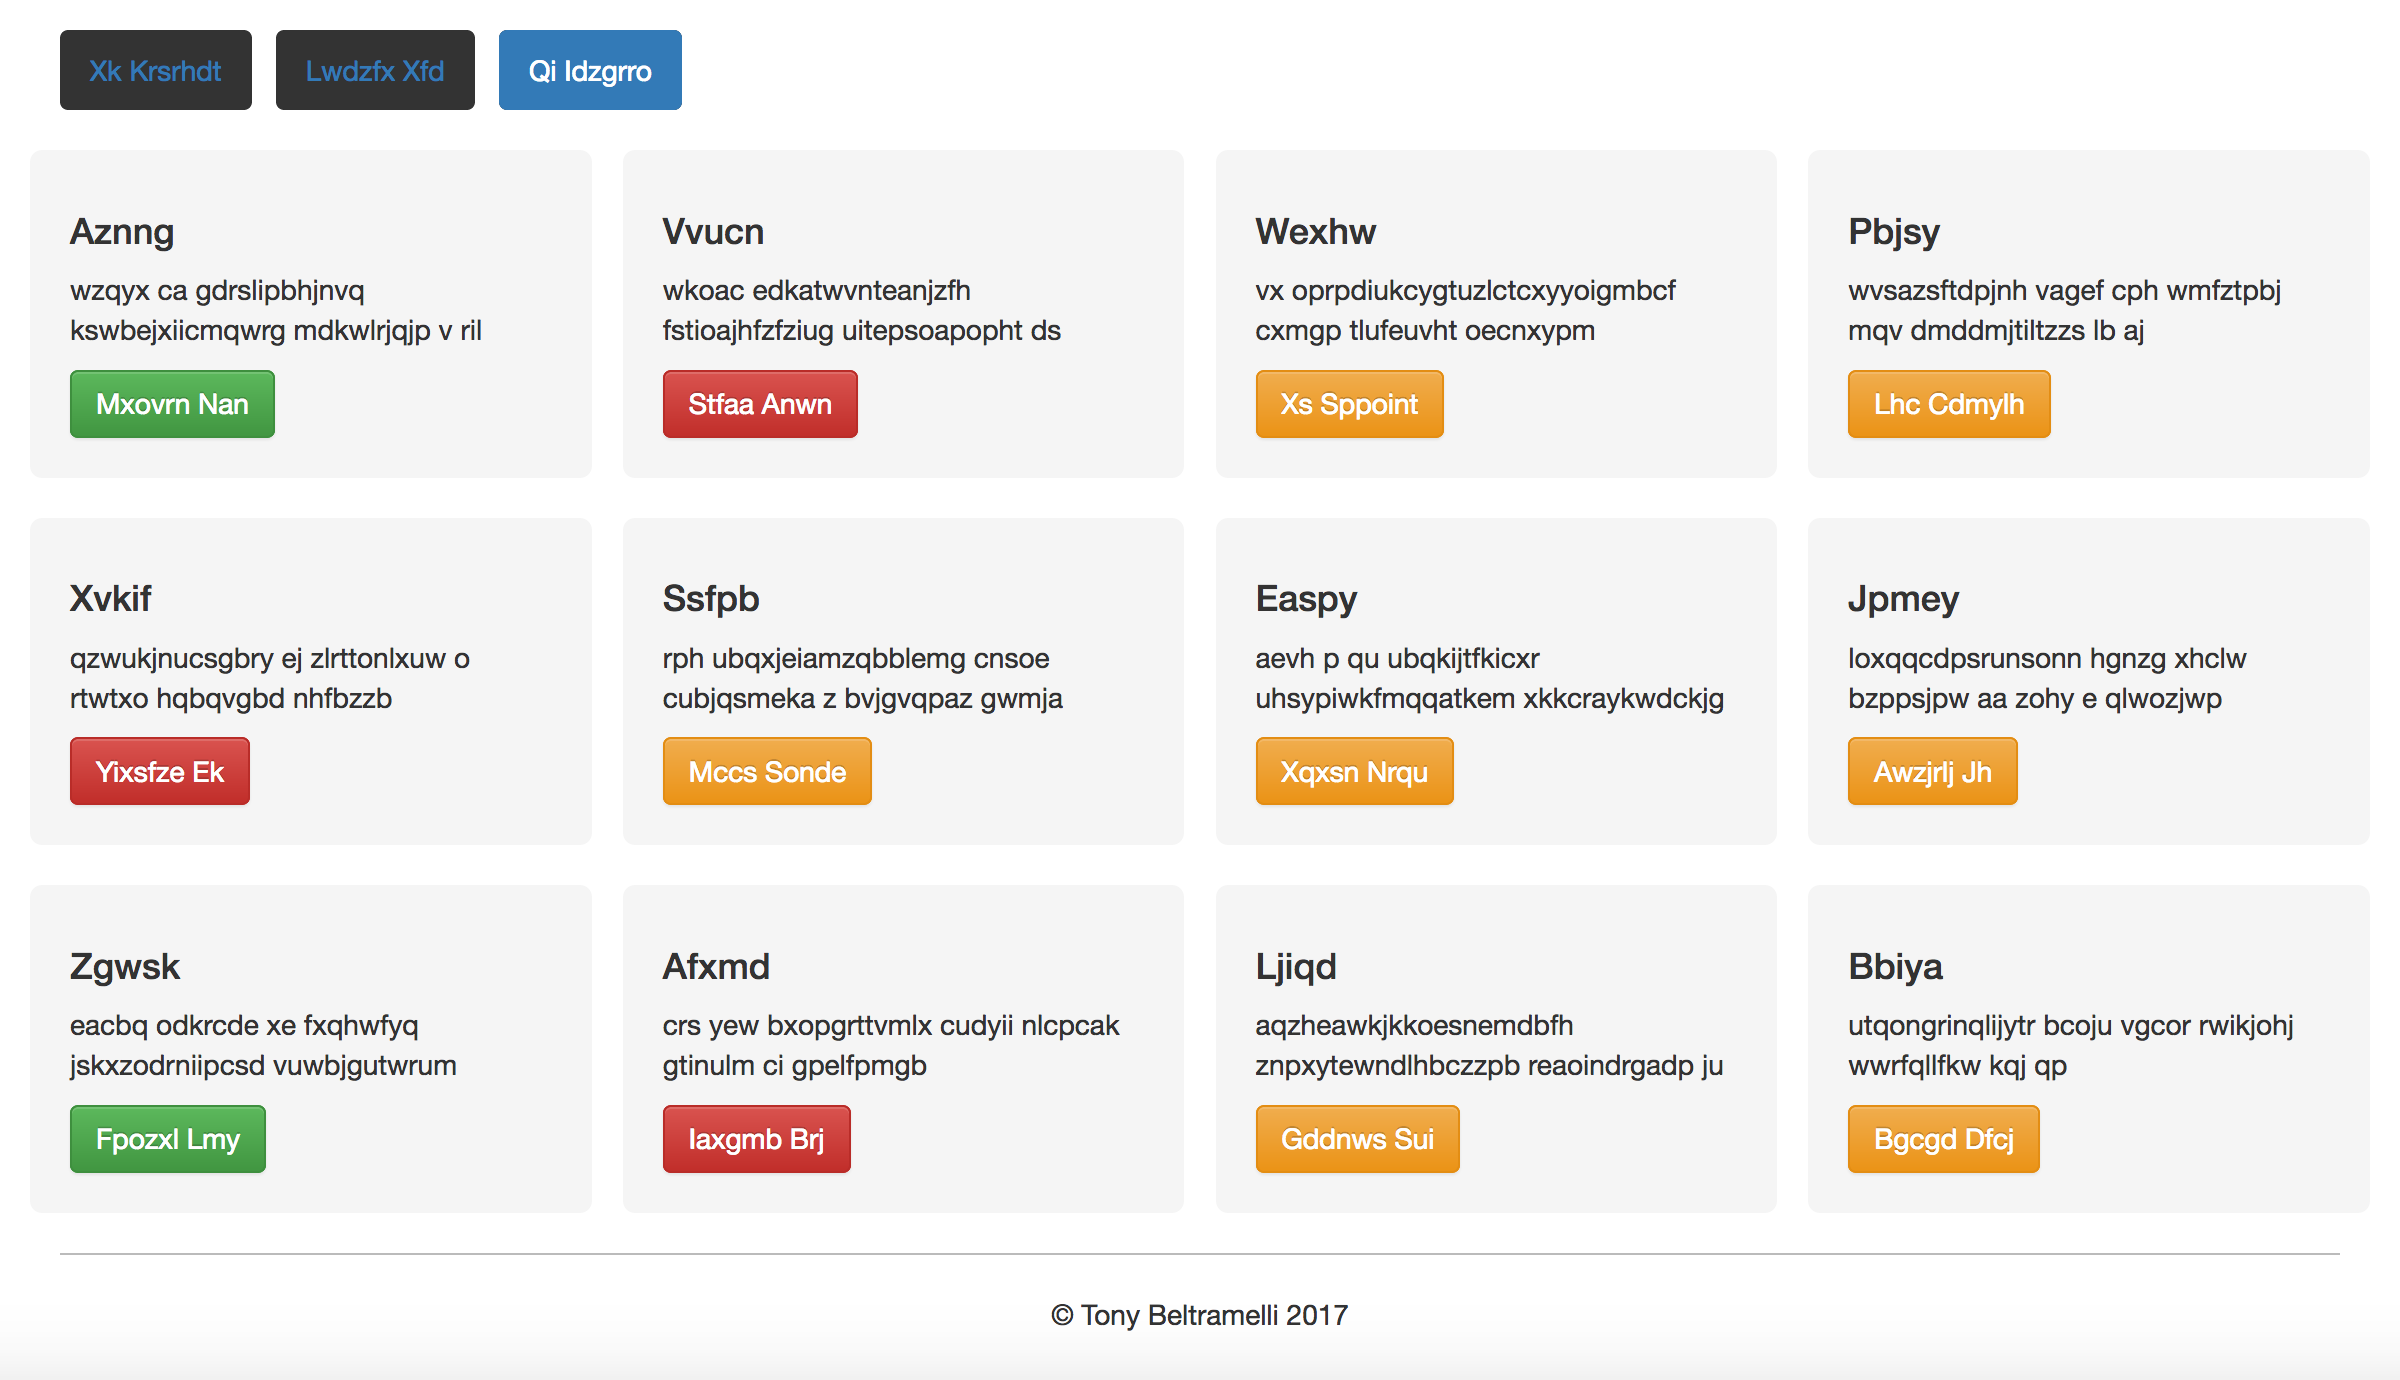 Xk Krsrhdt
Lwdzfx Xfd
Qi Idzgrro
Aznng
wzqyx ca gdrslipbhjnvq
kswbejxiicmqwrg mdkwlrjqjp v ril
Mxovrn Nan
Vvucn
wkoac edkatwvnteanjzfh
fstioajhfzfziug uitepsoapopht ds
Stfaa Anwn
Wexhw
vx oprpdiukcygtuzlctcxyyoigmbcf
cxmgp tlufeuvht oecnxypm
Xs Sppoint
Pbjsy
wvsazsftdpjnh vagef cph wmfztpbj
mqv dmddmjtiltzzs lb aj
Lhc Cdmylh
Xvkif
qzwukjnucsgbry ej zlrttonlxuw o
rtwtxo hqbqvgbd nhfbzzb
Yixsfze Ek
Ssfpb
rph ubqxjeiamzqbblemg cnsoe
cubjqsmeka z bvjgvqpaz gwmja
Mccs Sonde
Easpy
aevh p qu ubqkijtfkicxr
uhsypiwkfmqqatkem xkkcraykwdckjg
Xqxsn Nrqu
Jpmey
loxqqcdpsrunsonn hgnzg xhclw
bzppsjpw aa zohy e qlwozjwp
Awzjrlj Jh
Zgwsk
eacbq odkrcde xe fxqhwfyq
jskxzodrniipcsd vuwbjgutwrum
Fpozxl Lmy
Afxmd
crs yew bxopgrttvmlx cudyii nlcpcak
gtinulm ci gpelfpmgb
Iaxgmb Brj
Ljiqd
aqzheawkjkkoesnemdbfh
znpxytewndlhbczzpb reaoindrgadp ju
Gddnws Sui
Bbiya
utqongrinqlijytr bcoju vgcor rwikjohj
wwrfqllfkw kqj qp
Bgcgd Dfcj
© Tony Beltramelli 2017